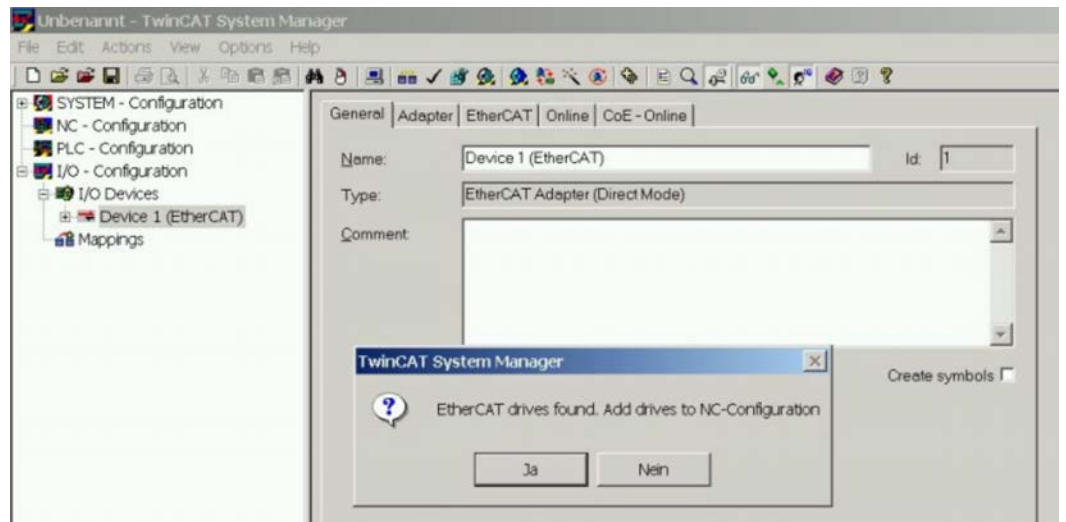 Unbenannt - TwinCAT System Manager
File Edit Actions View Options Help
SYSTEM - Configuration
NC - Configuration
PLC - Configuration
I/O - Configuration
I/O Devices
Device 1 (EtherCAT)
Mappings
General Adapter EtherCAT Online CoE - Online
Name: Device 1 (EtherCAT) Id: 1
Type: EtherCAT Adapter (Direct Mode)
Comment:
Create symbols
TwinCAT System Manager
EtherCAT drives found. Add drives to NC-Configuration
Ja Nein